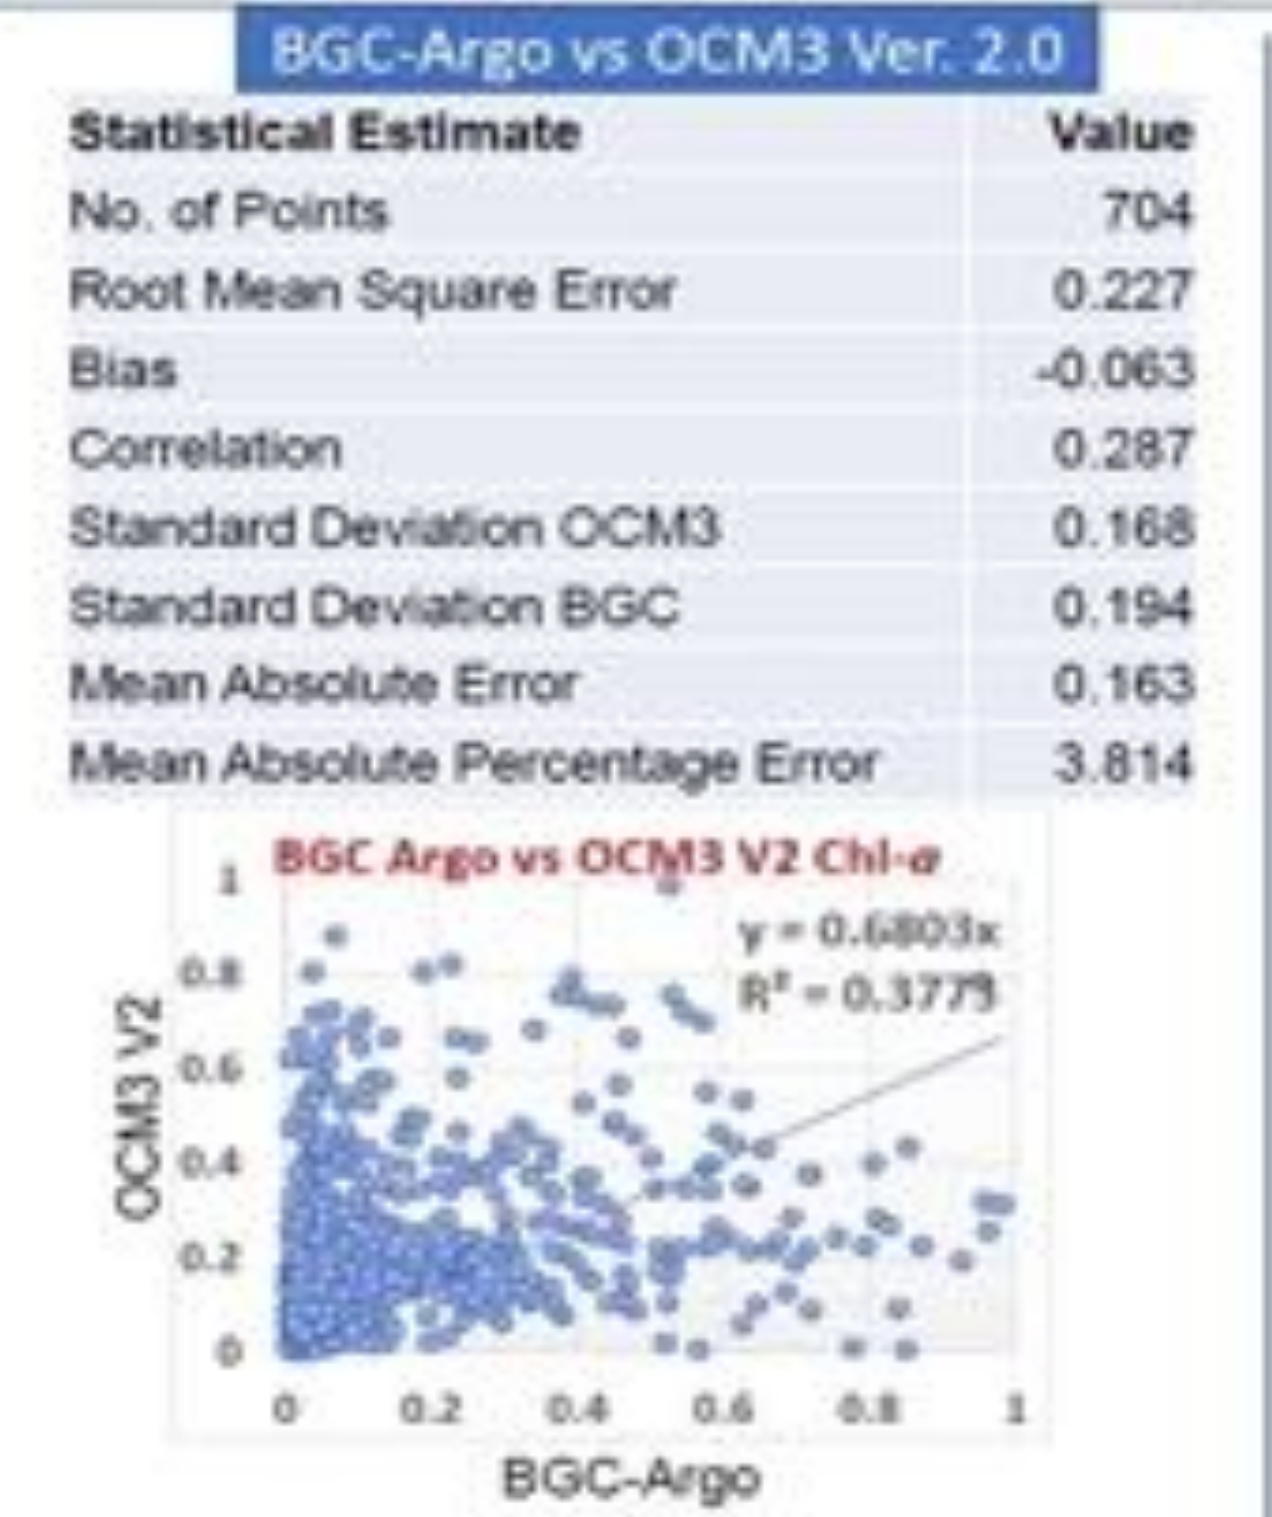 BGC-Argo vs OCM3 Ver. 2.0
Statistical Estimate Value
No. of Points 704
Root Mean Square Error 0.227
Bias -0.063
Correlation 0.287
Standard Deviation OCM3 0.168
Standard Deviation BGC 0.194
Mean Absolute Error 0.163
Mean Absolute Percentage Error 3.814
BGC Argo vs OCM3 V2 Chl-a
y = 0.6803x
R² = 0.3779
OCM3 V2
1
0.8
0.6
0.4
0.2
0
0 0.2 0.4 0.6 0.8 1
BGC-Argo